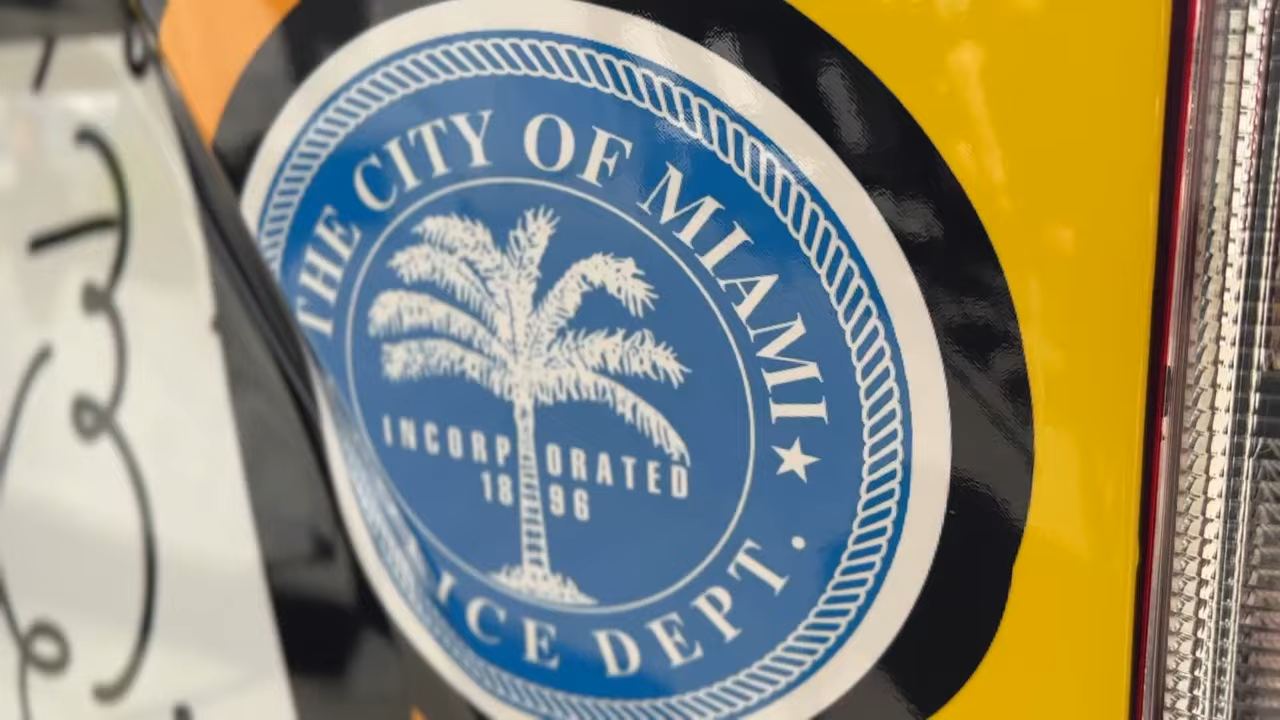 THE CITY OF MIAMI
INCORPORATED
1896
ICE DEPT.